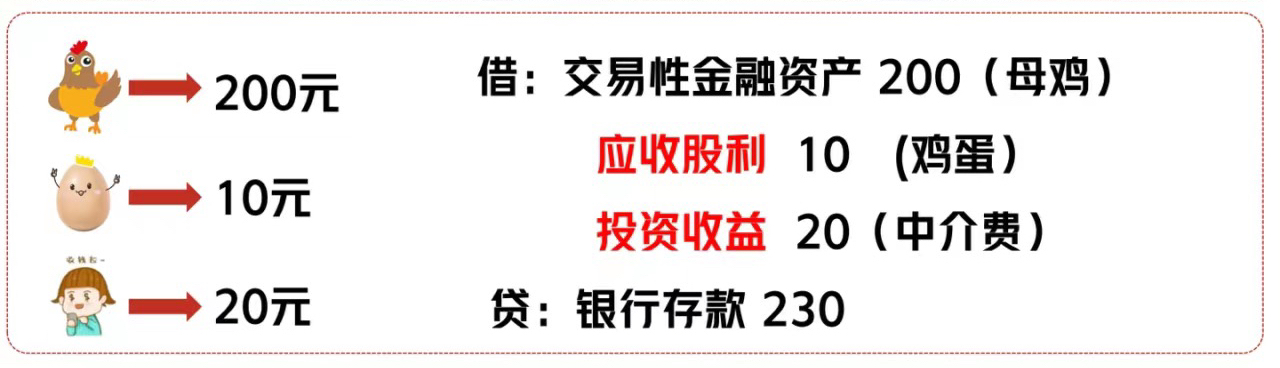 200元
借：交易性金融资产 200（母鸡）
应收股利 10 (鸡蛋）
10元
投资收益 20（中介费）
20元
贷：银行存款 230